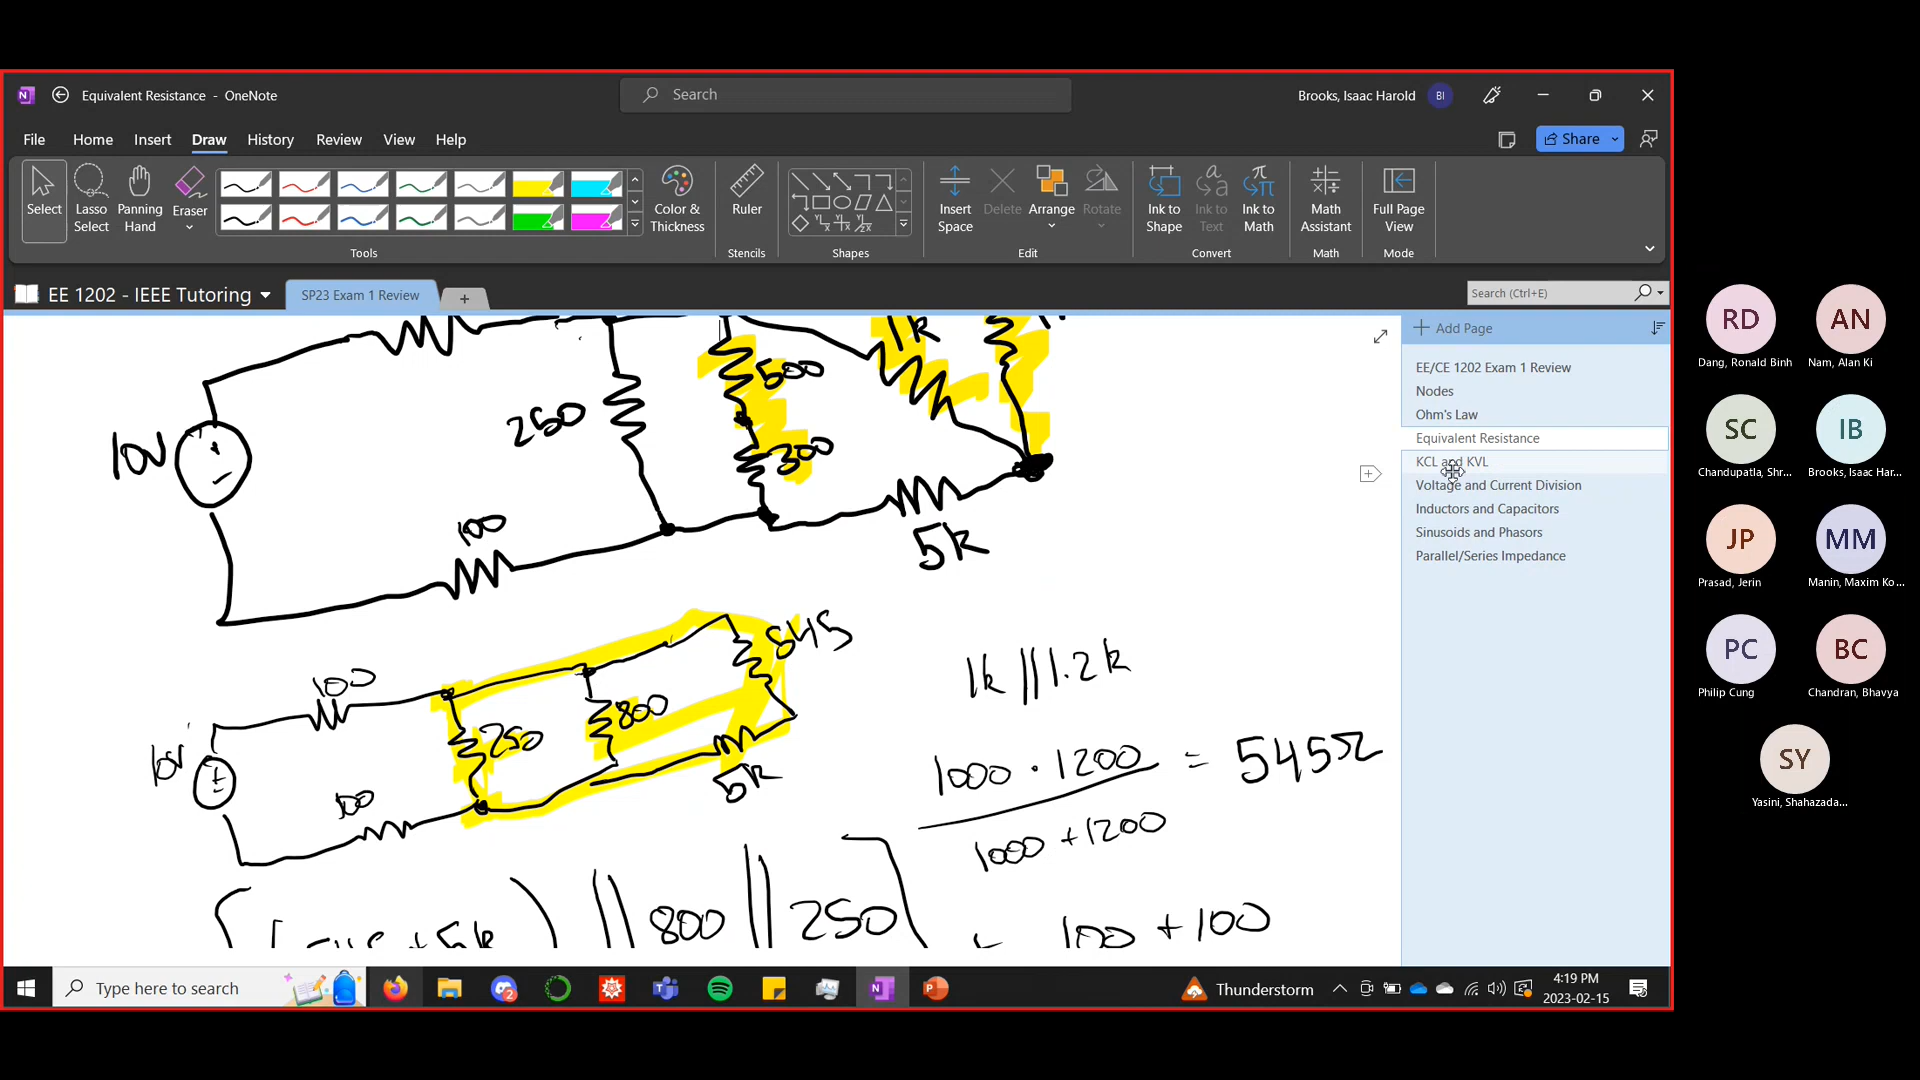 Equivalent Resistance - OneNote
Search
Brooks, Isaac Harold
BI
File Home Insert Draw History Review View Help
Share
Select
Lasso Select
Panning Hand
Eraser
Color & Thickness
Ruler
Insert Space
Delete
Arrange
Rotate
Ink to Shape
Ink to Text
Ink to Math
Math Assistant
Full Page View
Tools
Stencils
Shapes
Edit
Convert
Math
Mode
EE 1202 - IEEE Tutoring
SP23 Exam 1 Review
Search (Ctrl+E)
Add Page
EE/CE 1202 Exam 1 Review
Nodes
Ohm's Law
Equivalent Resistance
KCL and KVL
Voltage and Current Division
Inductors and Capacitors
Sinusoids and Phasors
Parallel/Series Impedance
1k
500
250
300
10V
100
5k
100
545
250
800
10V
100
5k
1k || 1.2k
1000 · 1200 = 545Ω
1000 + 1200
|| 800 || 250
+ 100 + 100
RD
Dang, Ronald Binh
AN
Nam, Alan Ki
SC
Chandupatla, Shr...
IB
Brooks, Isaac Har...
JP
Prasad, Jerin
MM
Manin, Maxim Ko...
PC
Philip Cung
BC
Chandran, Bhavya
SY
Yasini, Shahazada...
Type here to search
Thunderstorm
4:19 PM
2023-02-15